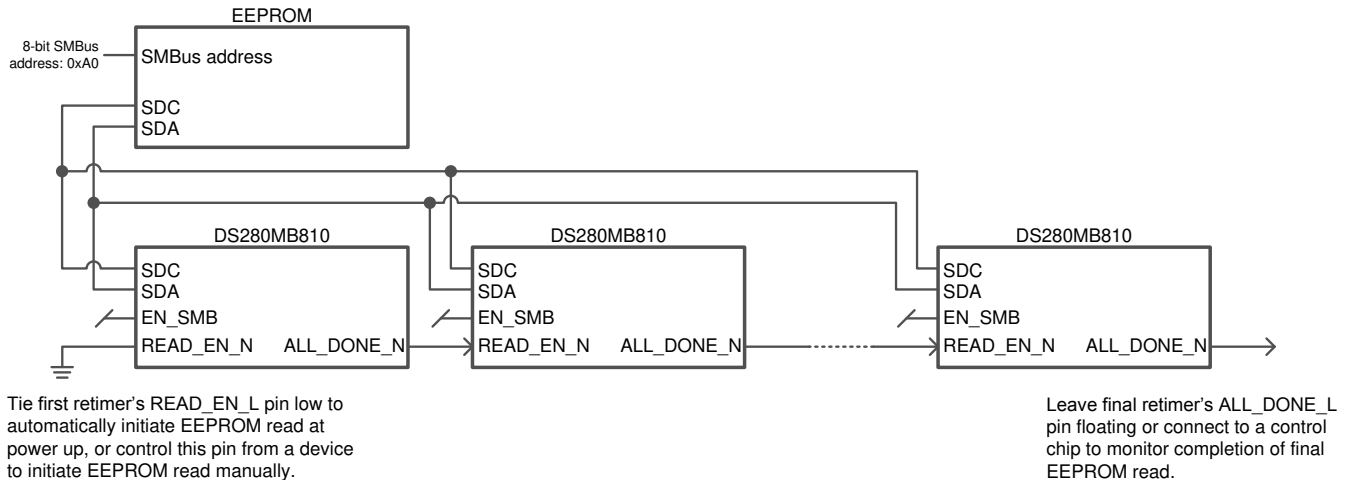 EEPROM
8-bit SMBus
address: 0xA0
SMBus address
SDC
SDA
DS280MB810
DS280MB810
DS280MB810
SDC
SDA
EN_SMB
READ_EN_N ALL_DONE_N
SDC
SDA
EN_SMB
READ_EN_N ALL_DONE_N
SDC
SDA
EN_SMB
READ_EN_N ALL_DONE_N
Tie first retimer's READ_EN_L pin low to
automatically initiate EEPROM read at
power up, or control this pin from a device
to initiate EEPROM read manually.
Leave final retimer's ALL_DONE_L
pin floating or connect to a control
chip to monitor completion of final
EEPROM read.